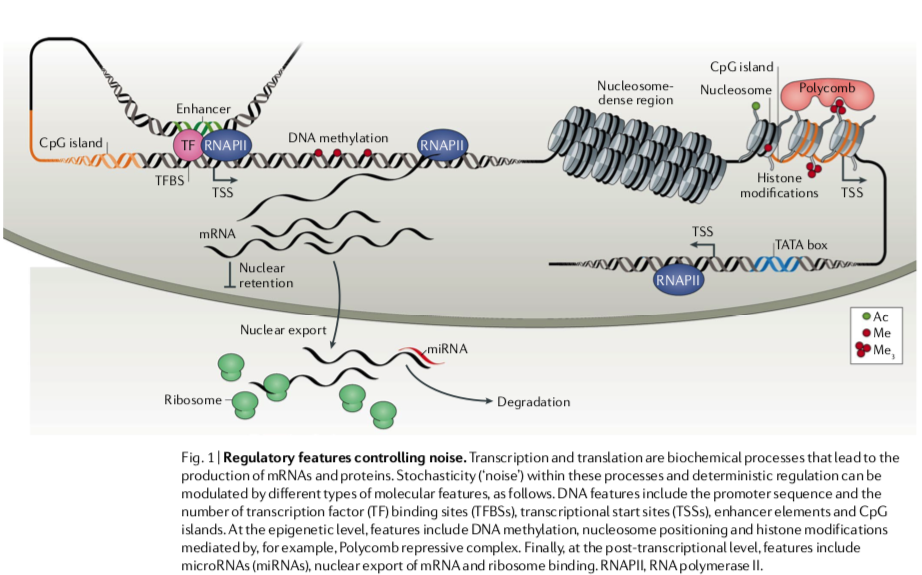 CpG island
Nucleosome-
dense region
Nucleosome
Polycomb
Enhancer
CpG island
TF
RNAPII
DNA methylation
RNAPII
TFBS
TSS
Histone
modifications
TSS
mRNA
TSS
TATA box
Nuclear
retention
RNAPII
Ac
Me
Me3
Nuclear export
miRNA
Ribosome
Degradation
Fig. 1 | Regulatory features controlling noise. Transcription and translation are biochemical processes that lead to the
production of mRNAs and proteins. Stochasticity (‘noise’) within these processes and deterministic regulation can be
modulated by different types of molecular features, as follows. DNA features include the promoter sequence and the
number of transcription factor (TF) binding sites (TFBSs), transcriptional start sites (TSSs), enhancer elements and CpG
islands. At the epigenetic level, features include DNA methylation, nucleosome positioning and histone modifications
mediated by, for example, Polycomb repressive complex. Finally, at the post-transcriptional level, features include
microRNAs (miRNAs), nuclear export of mRNA and ribosome binding. RNAPII, RNA polymerase II.